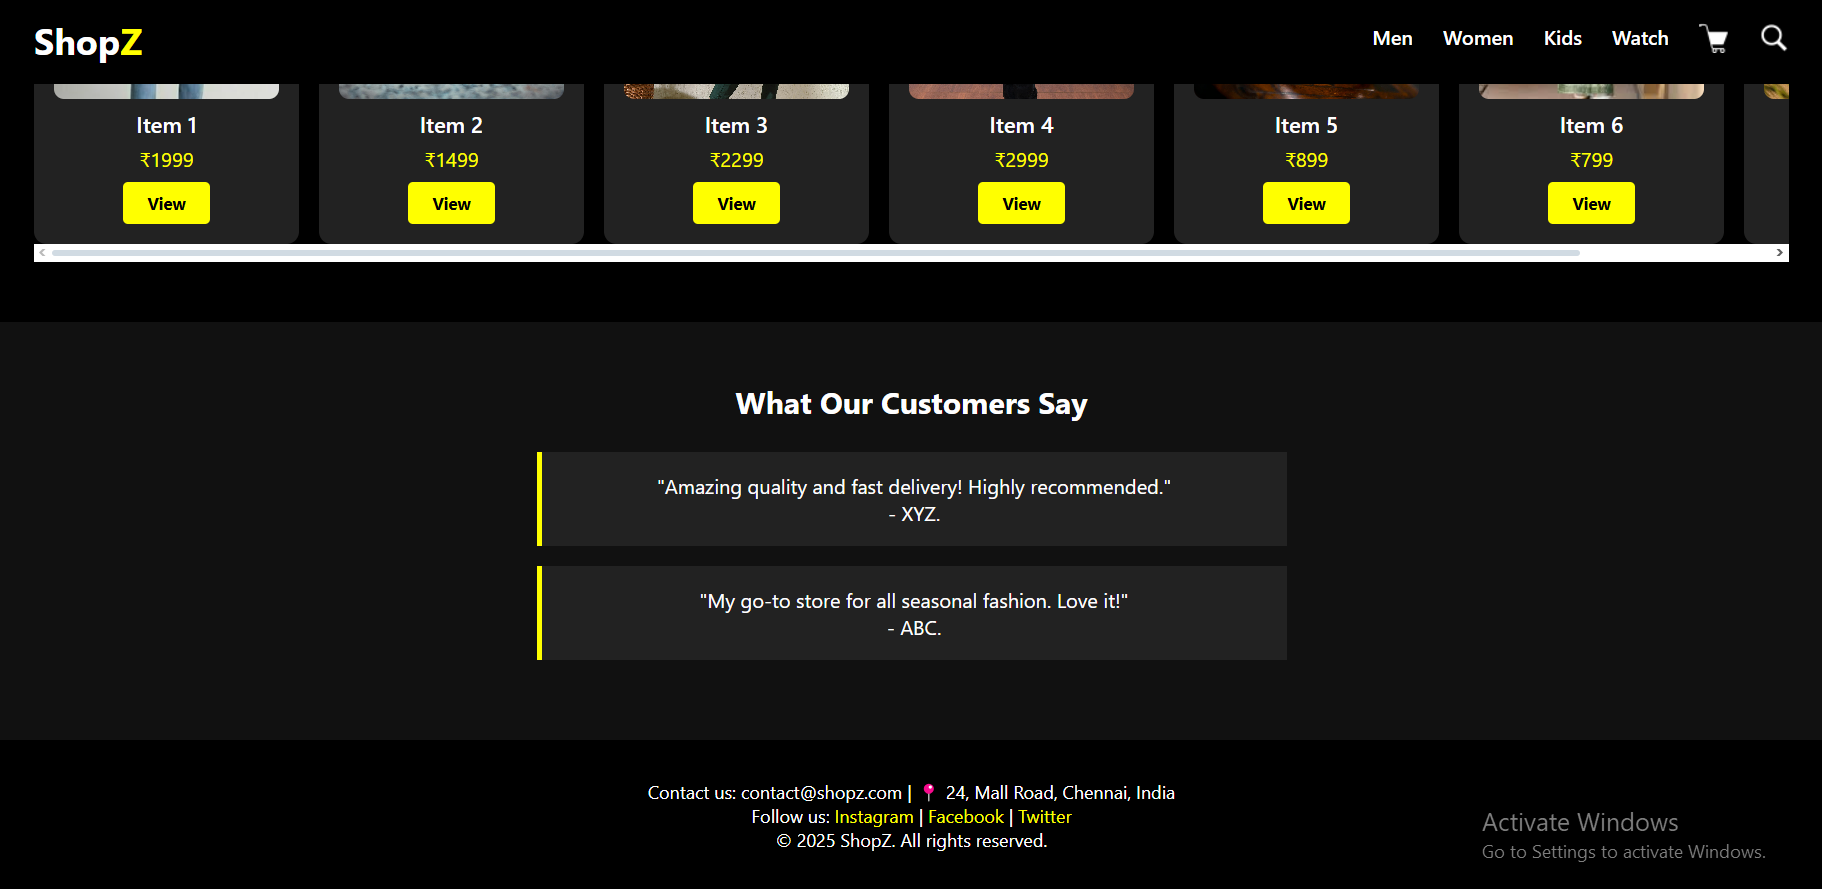 ShopZ
Men Women Kids Watch
Item 1 Item 2 Item 3 Item 4 Item 5 Item 6
₹1999 ₹1499 ₹2299 ₹2999 ₹899 ₹799
View View View View View View
What Our Customers Say
"Amazing quality and fast delivery! Highly recommended."
- XYZ.
"My go-to store for all seasonal fashion. Love it!"
- ABC.
Contact us: contact@shopz.com | 📍 24, Mall Road, Chennai, India
Follow us: Instagram | Facebook | Twitter
© 2025 ShopZ. All rights reserved.
Activate Windows
Go to Settings to activate Windows.